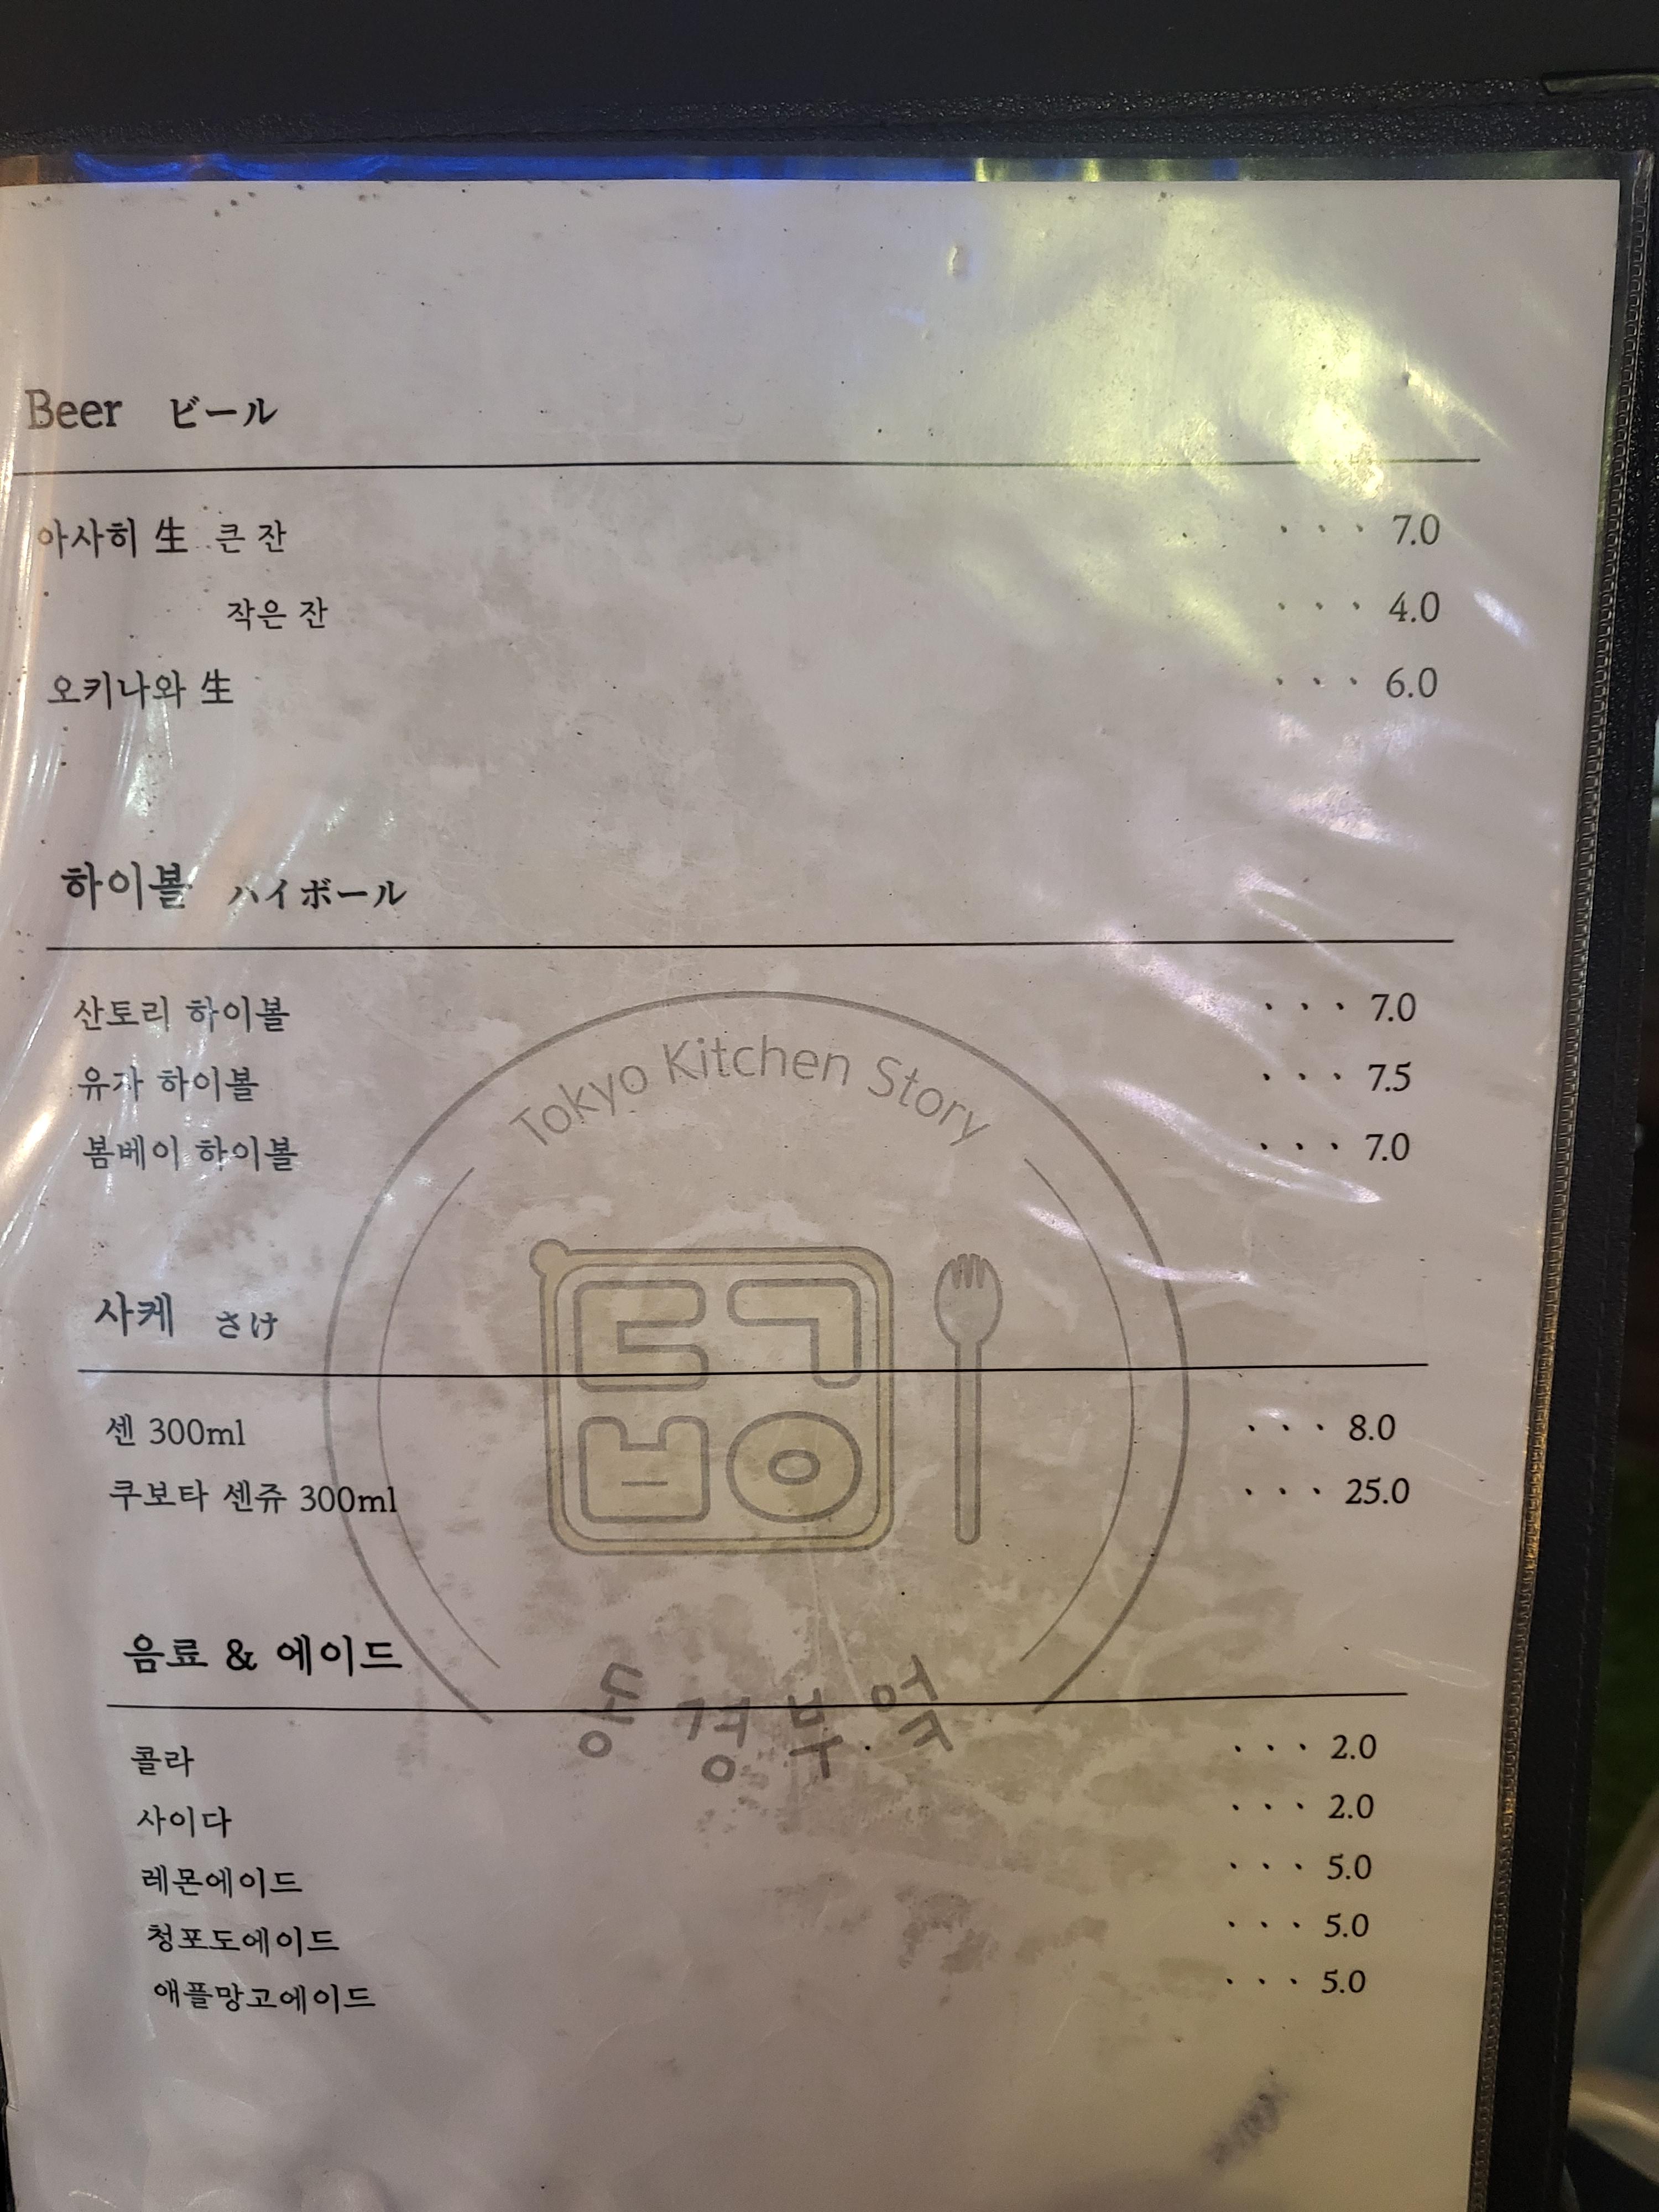 Beer ビール
아사히 生 큰 잔 · · · 7.0
작은 잔 · · · 4.0
오키나와 生 · · · 6.0
하이볼 ハイボール
산토리 하이볼 · · · 7.0
유자 하이볼 · · · 7.5
봄베이 하이볼 · · · 7.0
Tokyo Kitchen Story
사케 さけ
센 300ml · · · 8.0
쿠보타 센쥬 300ml · · · 25.0
음료 & 에이드
동경부엌
콜라 · · · 2.0
사이다 · · · 2.0
레몬에이드 · · · 5.0
청포도에이드 · · · 5.0
애플망고에이드 · · · 5.0